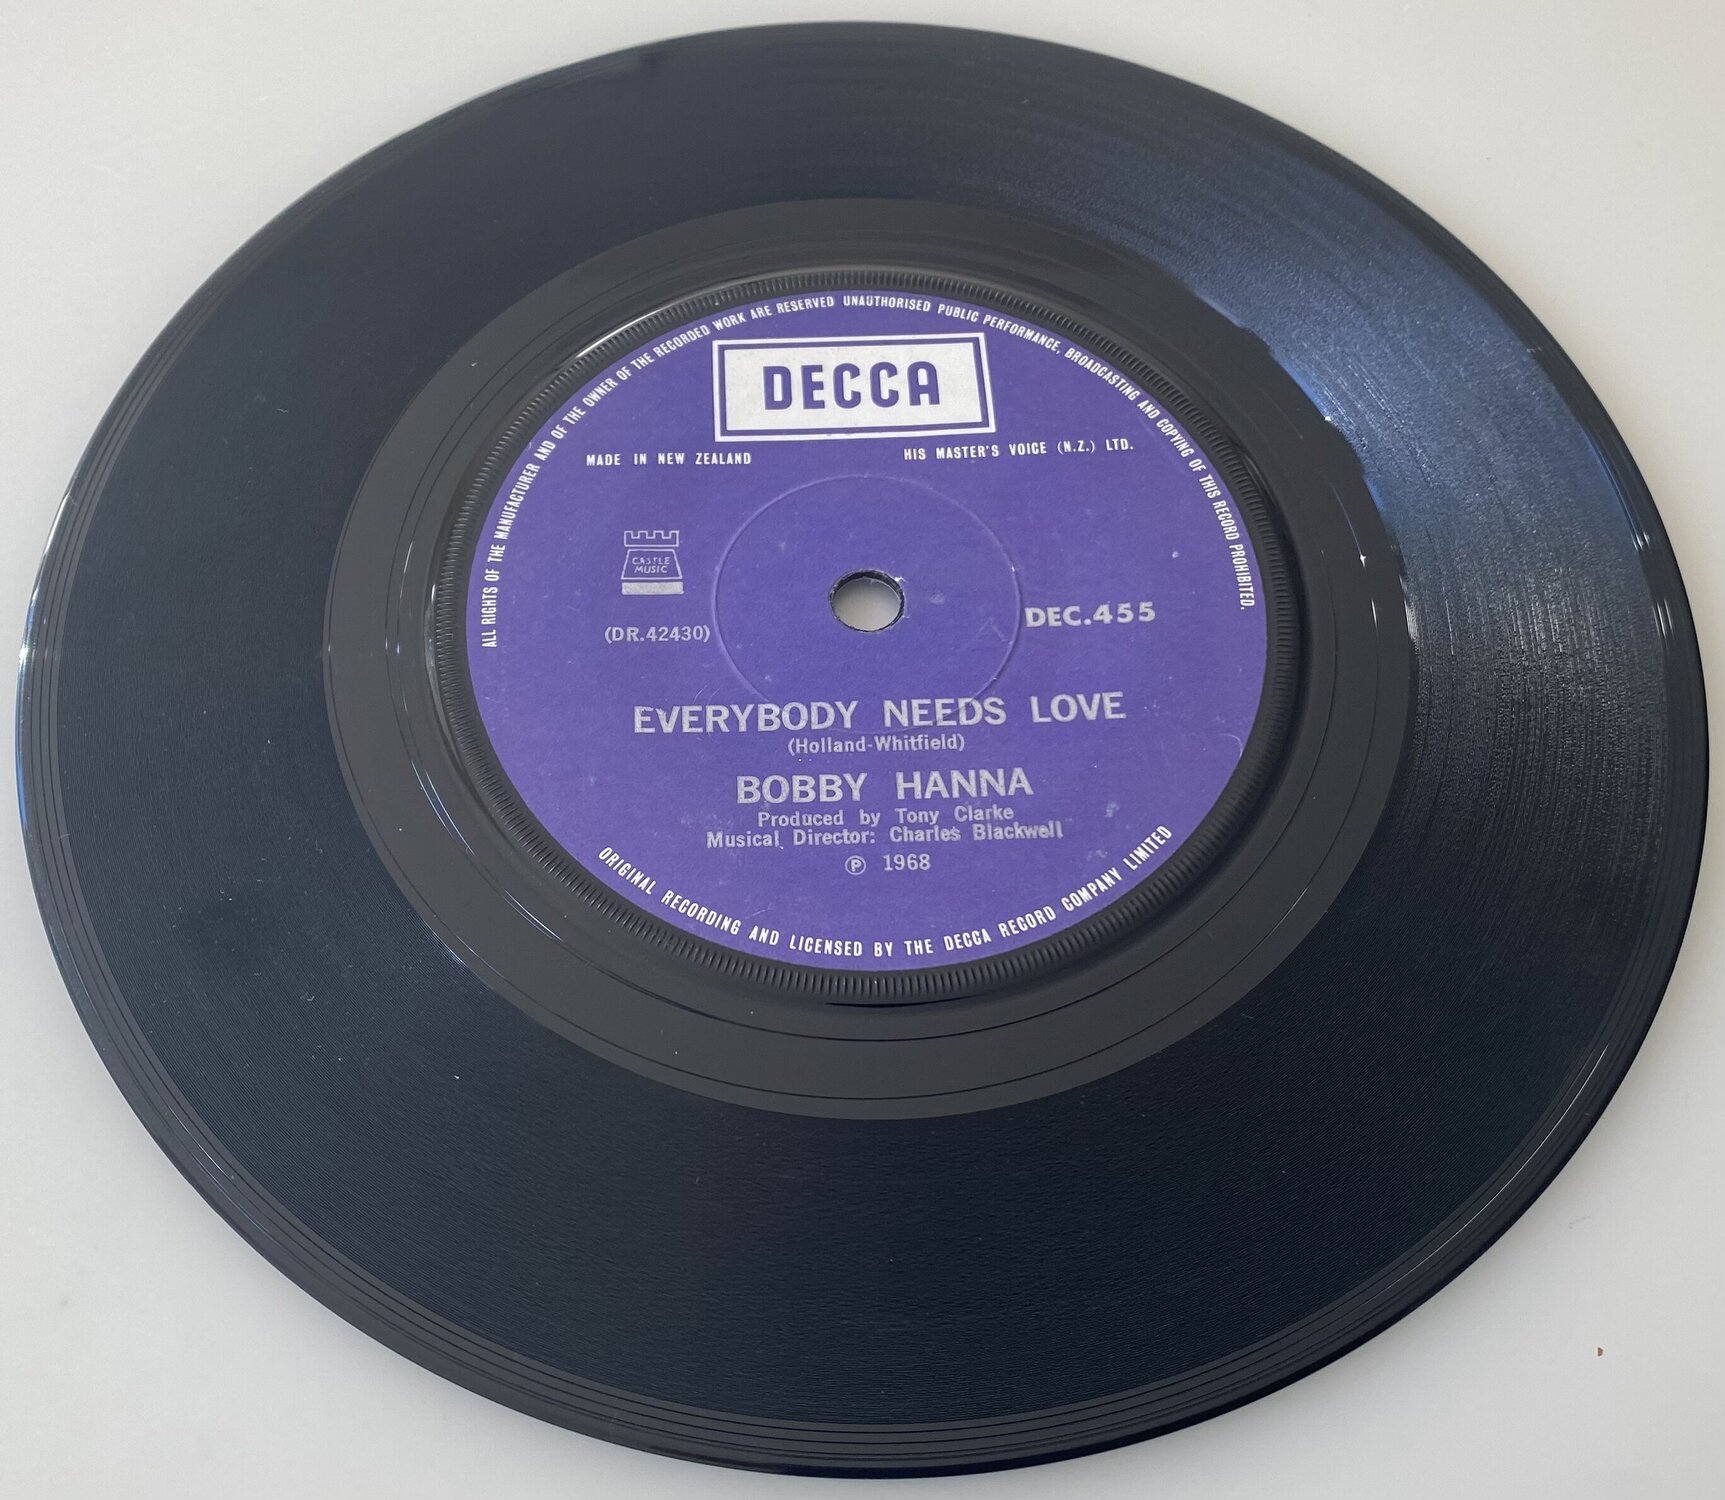 ALL RIGHTS OF THE MANUFACTURER AND OF THE OWNER OF THE RECORDED WORK ARE RESERVED UNAUTHORISED PUBLIC PERFORMANCE, BROADCASTING AND COPYING OF THIS RECORD PROHIBITED.
DECCA
MADE IN NEW ZEALAND
HIS MASTER'S VOICE (N.Z.) LTD.
CASTLE
MUSIC
(DR.42430)
DEC.455
EVERYBODY NEEDS LOVE
(Holland-Whitfield)
BOBBY HANNA
Produced by Tony Clarke
Musical Director: Charles Blackwell
℗ 1968
ORIGINAL RECORDING AND LICENSED BY THE DECCA RECORD COMPANY LIMITED